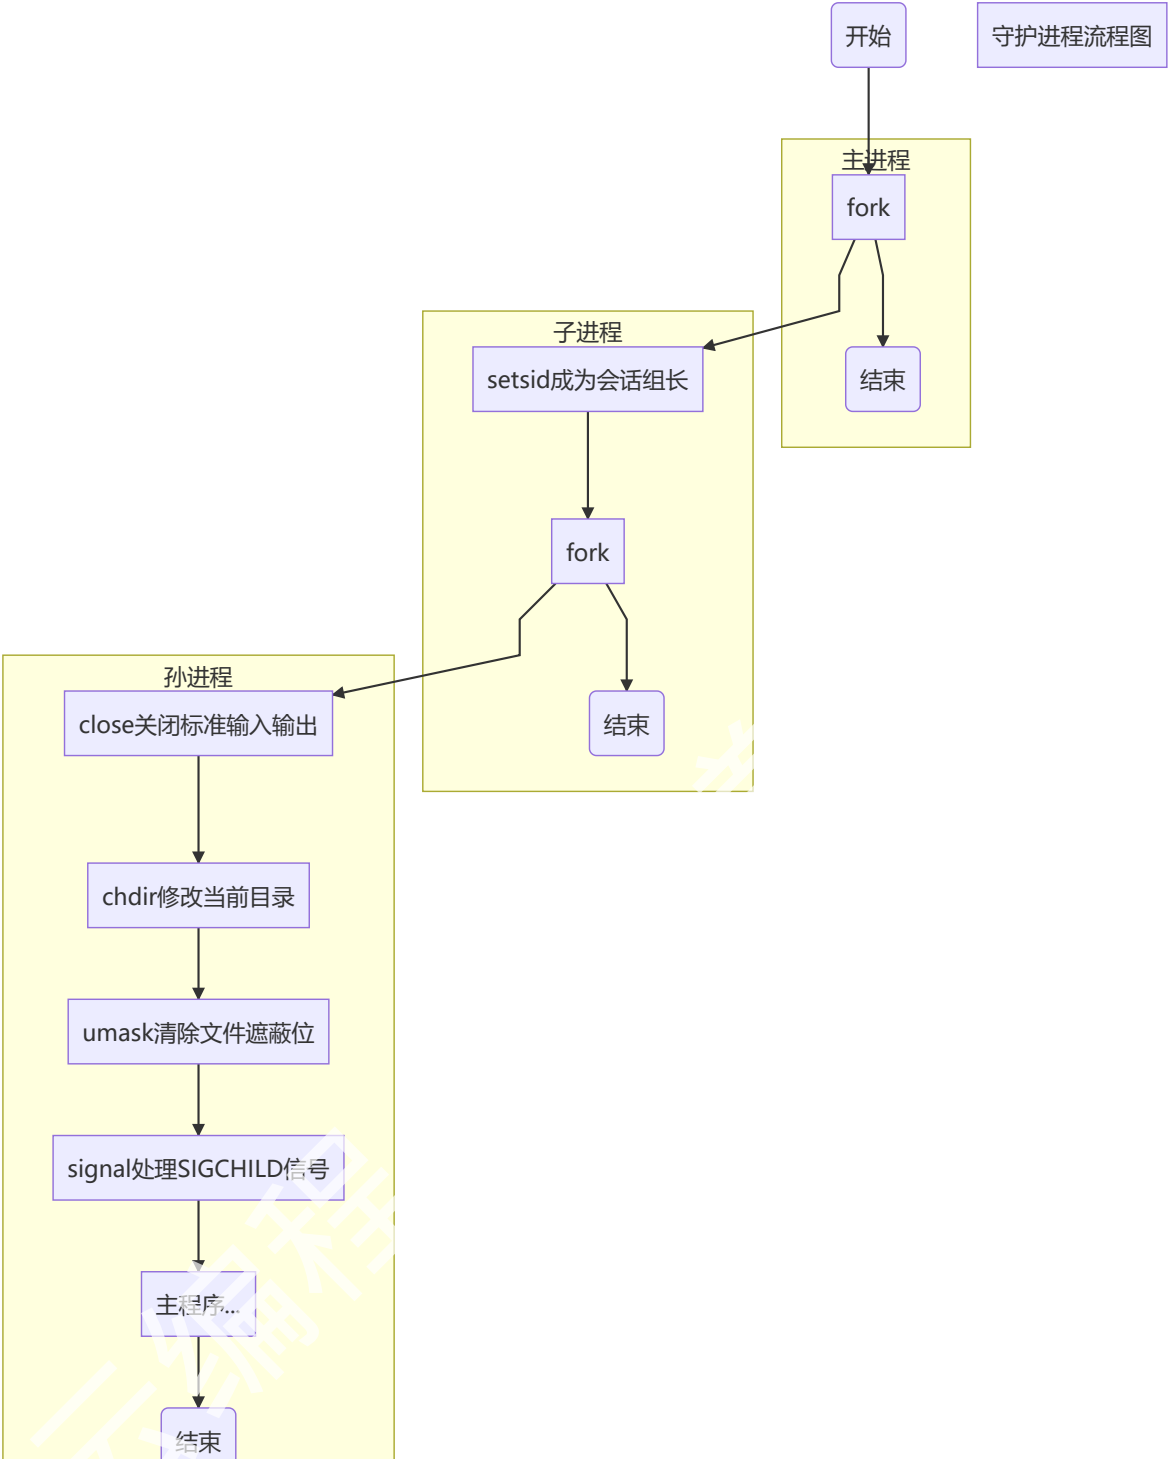 开始
守护进程流程图
主进程
fork
子进程
setsid成为会话组长
结束
fork
孙进程
close关闭标准输入输出
结束
chdir修改当前目录
umask清除文件遮蔽位
signal处理SIGCHILD信号
主程序...
结束
云编程